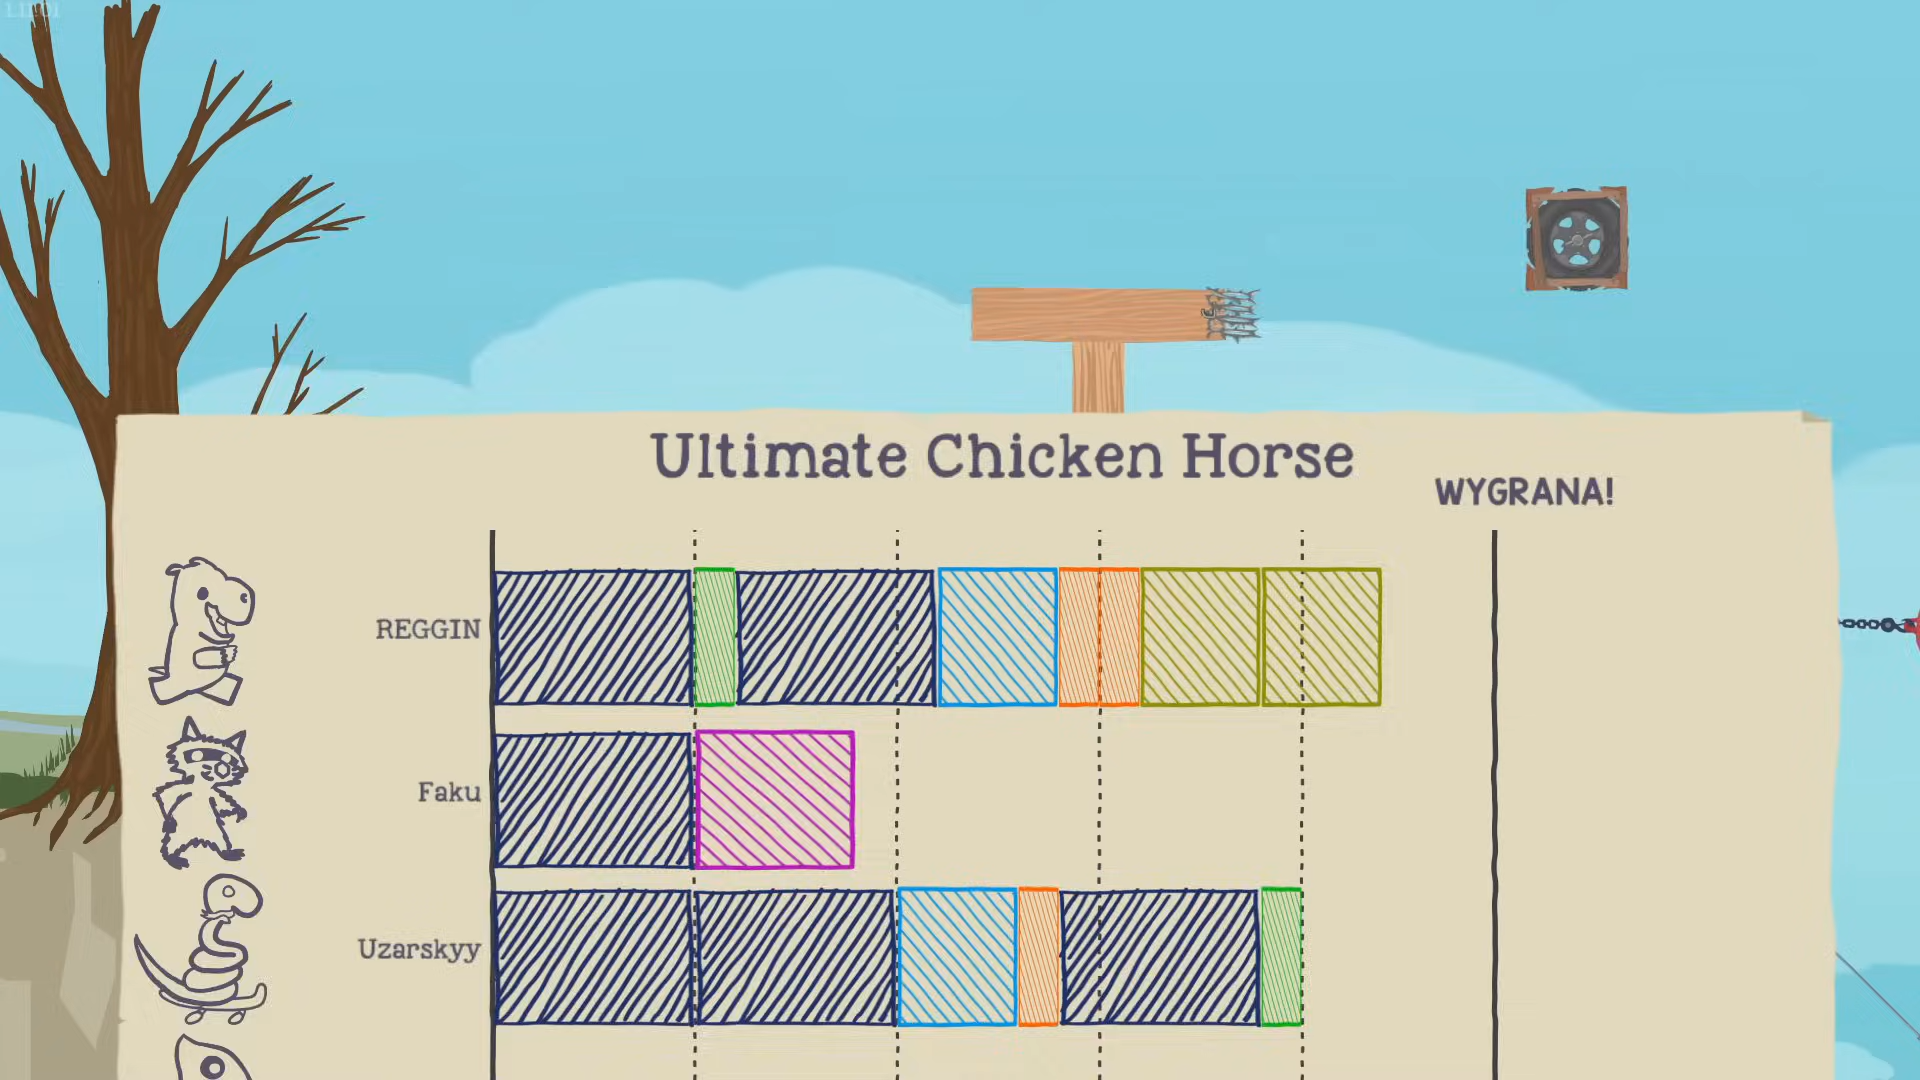 Ultimate Chicken Horse
WYGRANA!
REGGIN
Faku
Uzarskyy